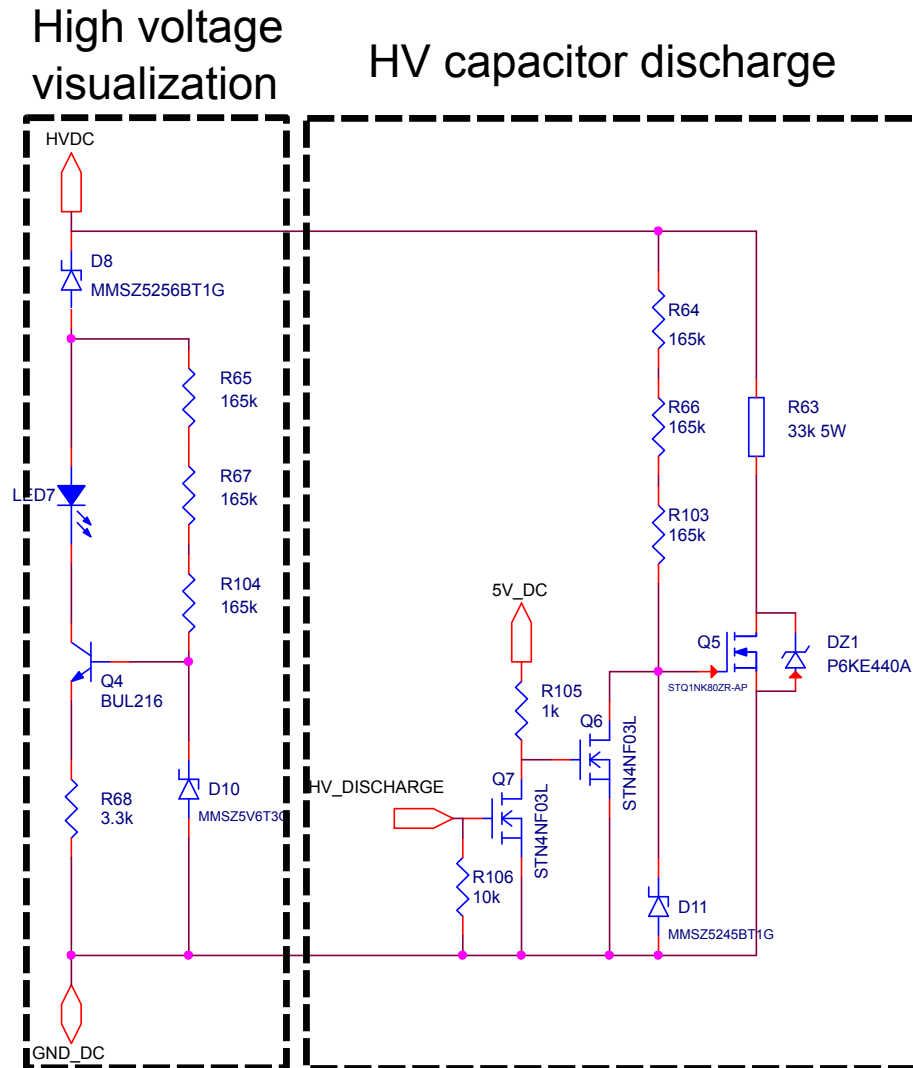 High voltage
visualization
HV capacitor discharge
HVDC
D8
MMSZ5256BT1G
R65
165k
R67
165k
LED7
R104
165k
Q4
BUL216
R68
3.3k
D10
MMSZ5V6T3G
GND_DC
R64
165k
R66
165k
R103
165k
R63
33k 5W
5V_DC
R105
1k
Q5
STQ1NK80ZR-AP
DZ1
P6KE440A
Q6
STN4NF03L
HV_DISCHARGE
Q7
STN4NF03L
R106
10k
D11
MMSZ5245BT1G